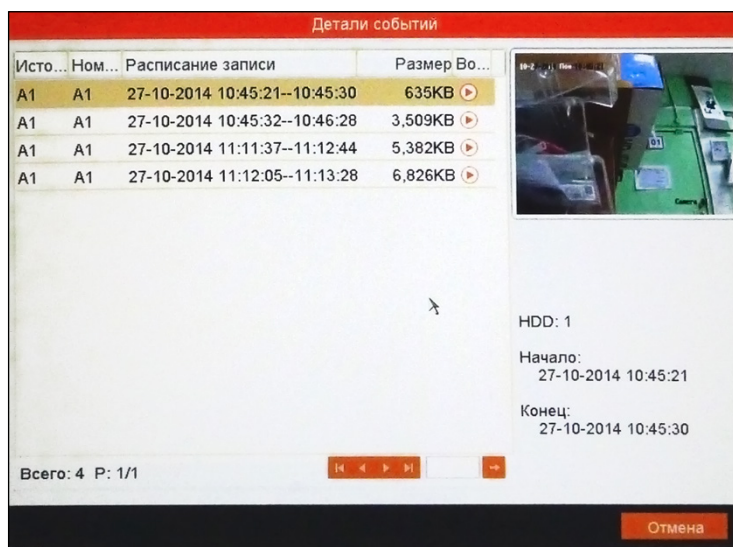 Детали событий
Исто... Ном... Расписание записи Размер Во...
A1 A1 27-10-2014 10:45:21--10:45:30 635KB
A1 A1 27-10-2014 10:45:32--10:46:28 3,509KB
A1 A1 27-10-2014 11:11:37--11:12:44 5,382KB
A1 A1 27-10-2014 11:12:05--11:13:28 6,826KB
01
HDD: 1
Начало:
27-10-2014 10:45:21
Конец:
27-10-2014 10:45:30
Всего: 4 P: 1/1
Отмена